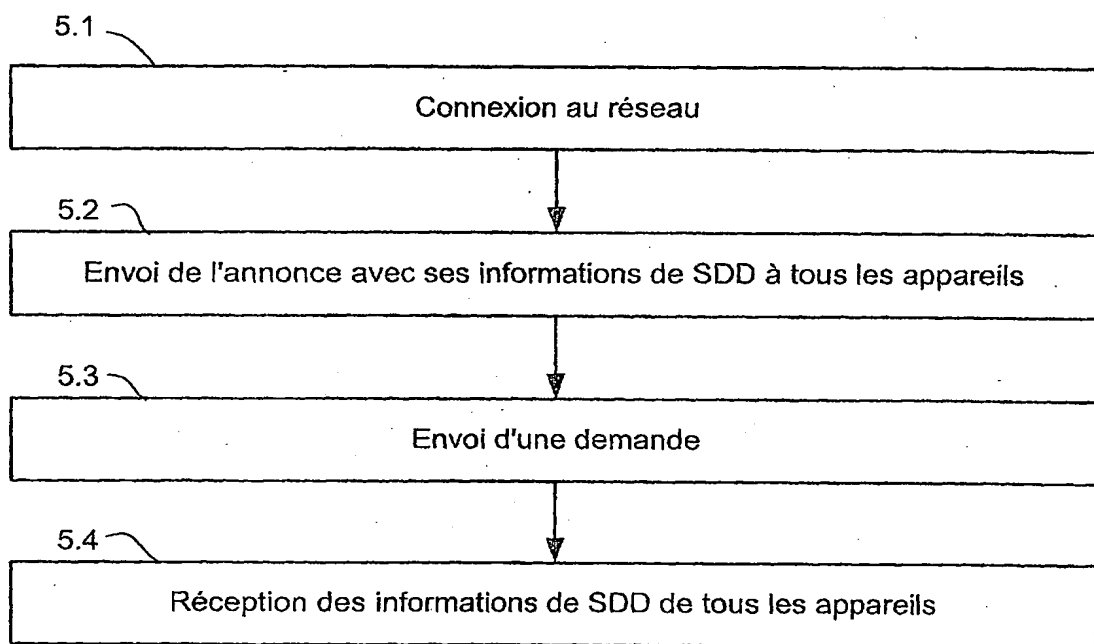 5.1
Connexion au réseau
5.2
Envoi de l'annonce avec ses informations de SDD à tous les appareils
5.3
Envoi d'une demande
5.4
Réception des informations de SDD de tous les appareils